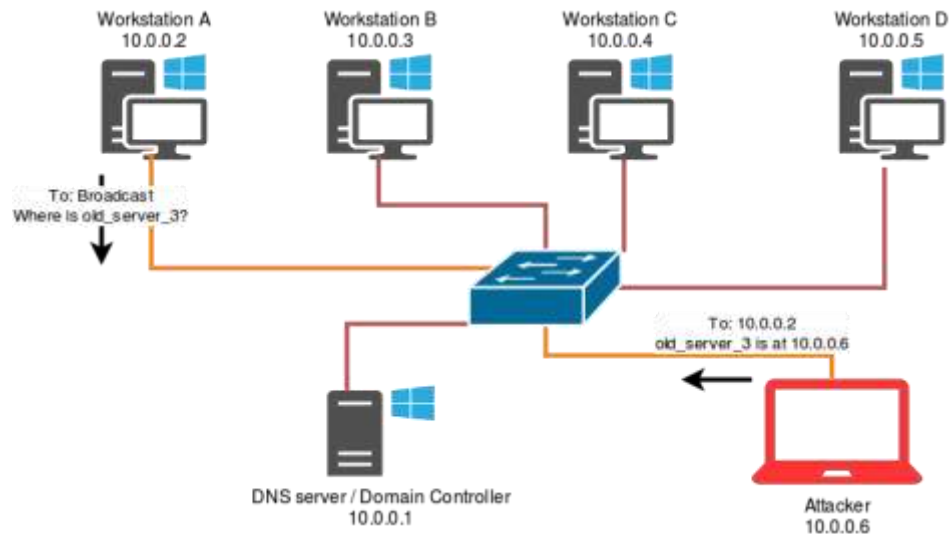 Workstation A
10.0.0.2
Workstation B
10.0.0.3
Workstation C
10.0.0.4
Workstation D
10.0.0.5
To: Broadcast
Where is old_server_3?
To: 10.0.0.2
old_server_3 is at 10.0.0.6
DNS server / Domain Controller
10.0.0.1
Attacker
10.0.0.6